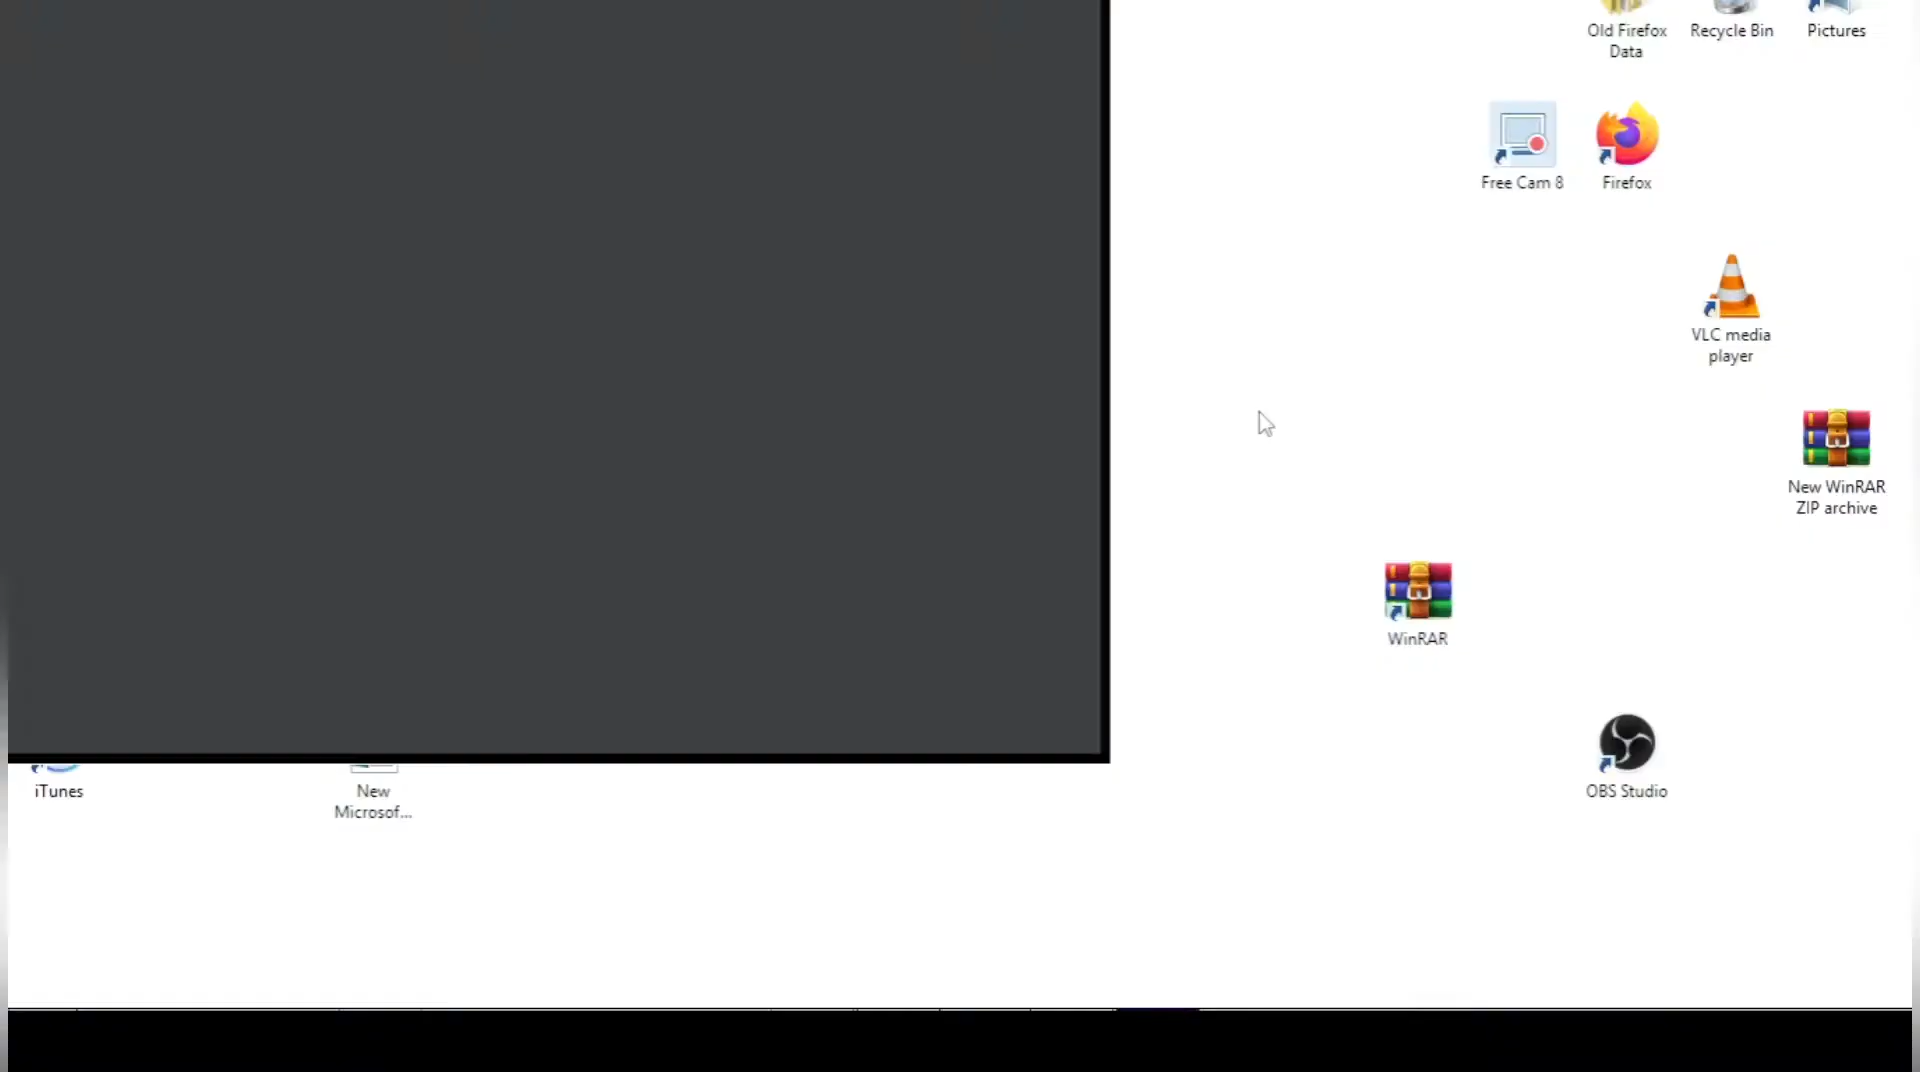 Old Firefox
Data
Recycle Bin
Pictures
Free Cam 8
Firefox
VLC media
player
New WinRAR
ZIP archive
WinRAR
iTunes
New
Microsof...
OBS Studio